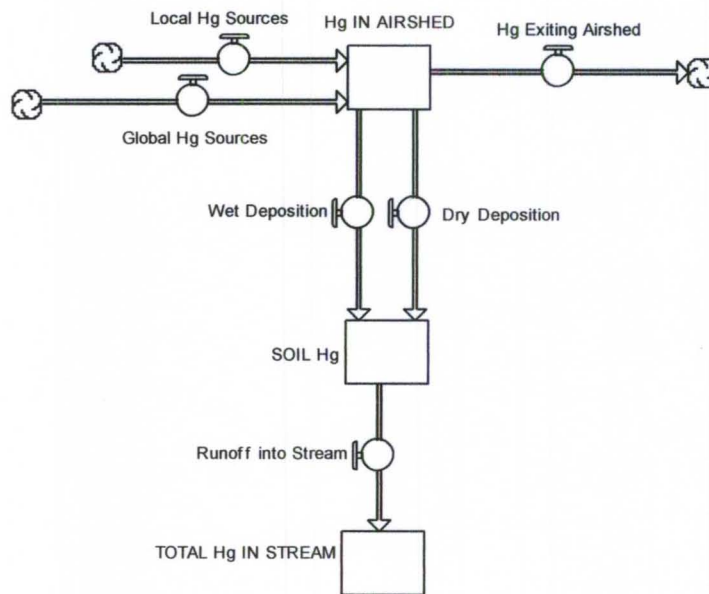 Local Hg Sources
Hg IN AIRSHED
Hg Exiting Airshed
Global Hg Sources
Wet Deposition
Dry Deposition
SOIL Hg
Runoff into Stream
TOTAL Hg IN STREAM